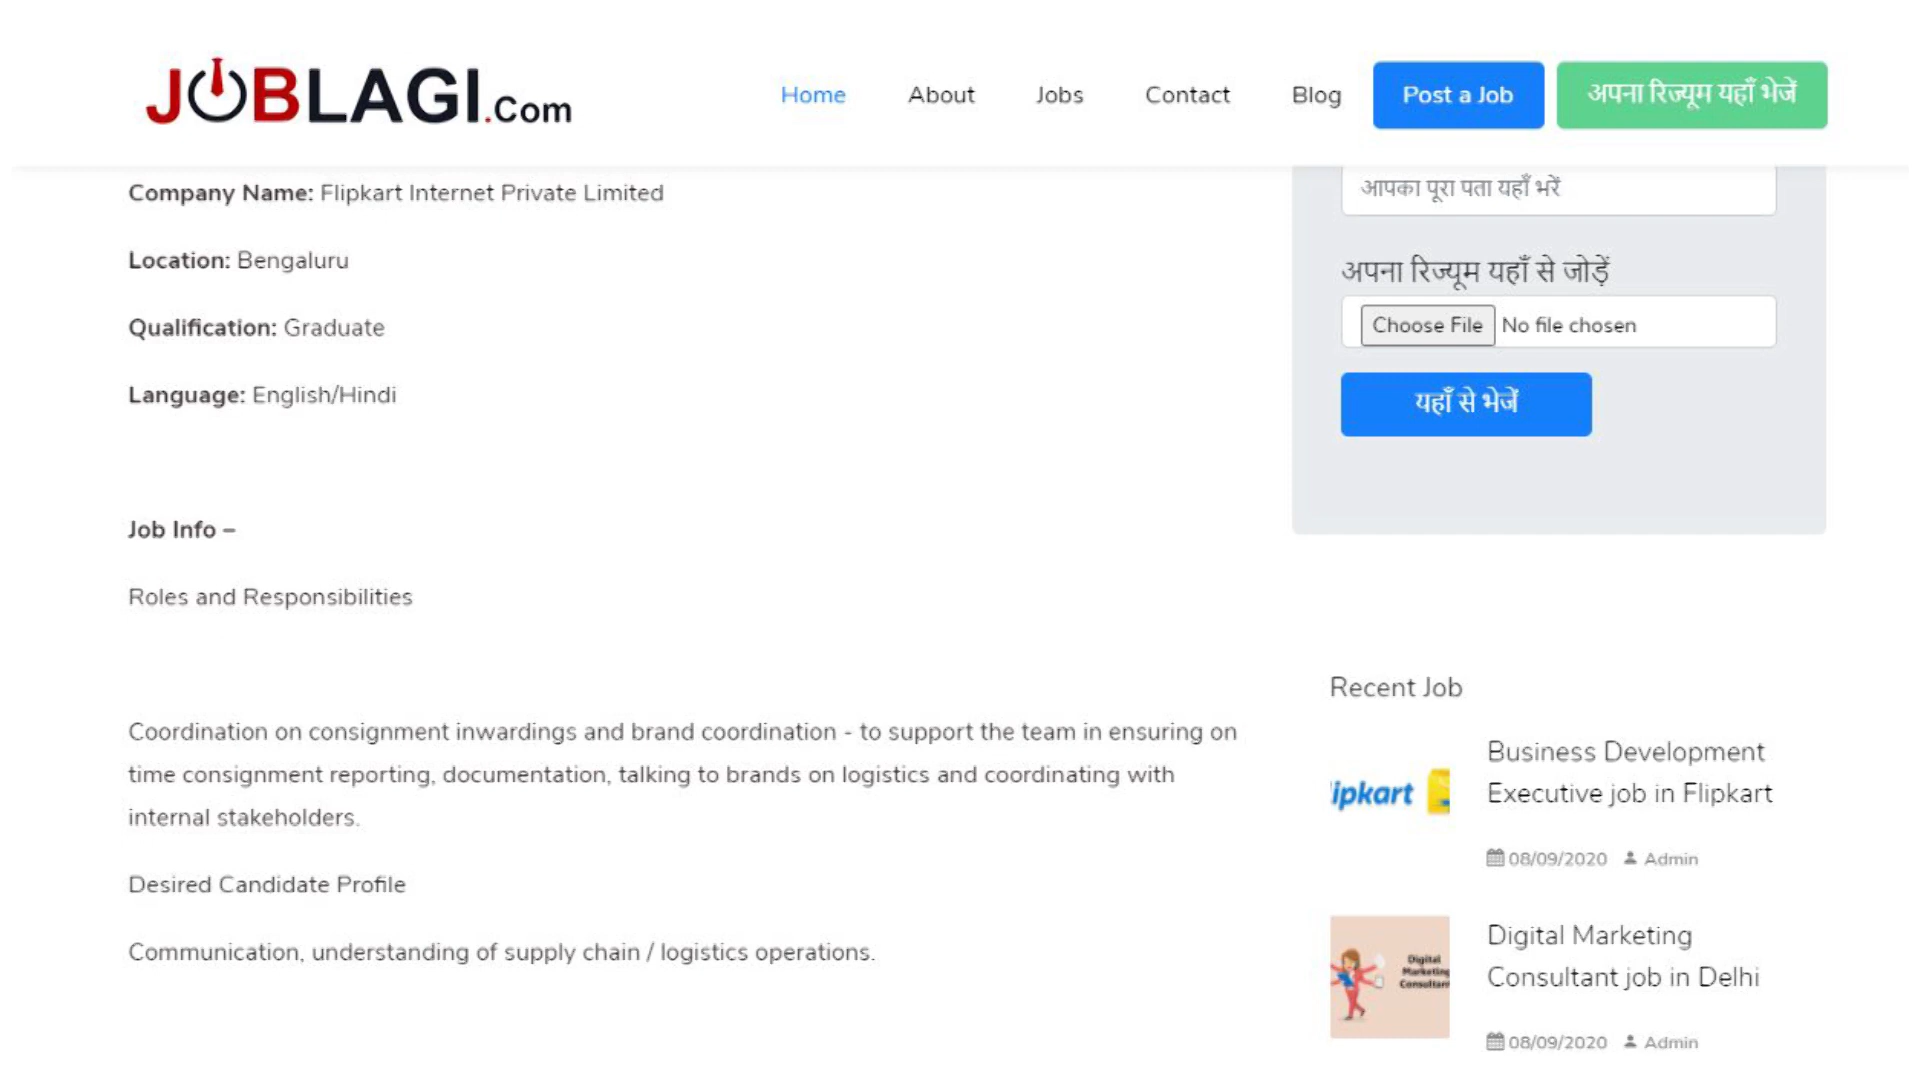 JOBLAGI.Com
Home
About
Jobs
Contact
Blog
Post a Job
अपना रिज्यूम यहाँ भेजें
Company Name: Flipkart Internet Private Limited
Location: Bengaluru
Qualification: Graduate
Language: English/Hindi
Job Info –
Roles and Responsibilities
Coordination on consignment inwardings and brand coordination - to support the team in ensuring on
time consignment reporting, documentation, talking to brands on logistics and coordinating with
internal stakeholders.
Desired Candidate Profile
Communication, understanding of supply chain / logistics operations.
आपका पूरा पता यहाँ भरें
अपना रिज्यूम यहाँ से जोड़ें
Choose File No file chosen
यहाँ से भेजें
Recent Job
lipkart
Business Development
Executive job in Flipkart
08/09/2020 Admin
Digital
Marketing
Consultant
Digital Marketing
Consultant job in Delhi
08/09/2020 Admin